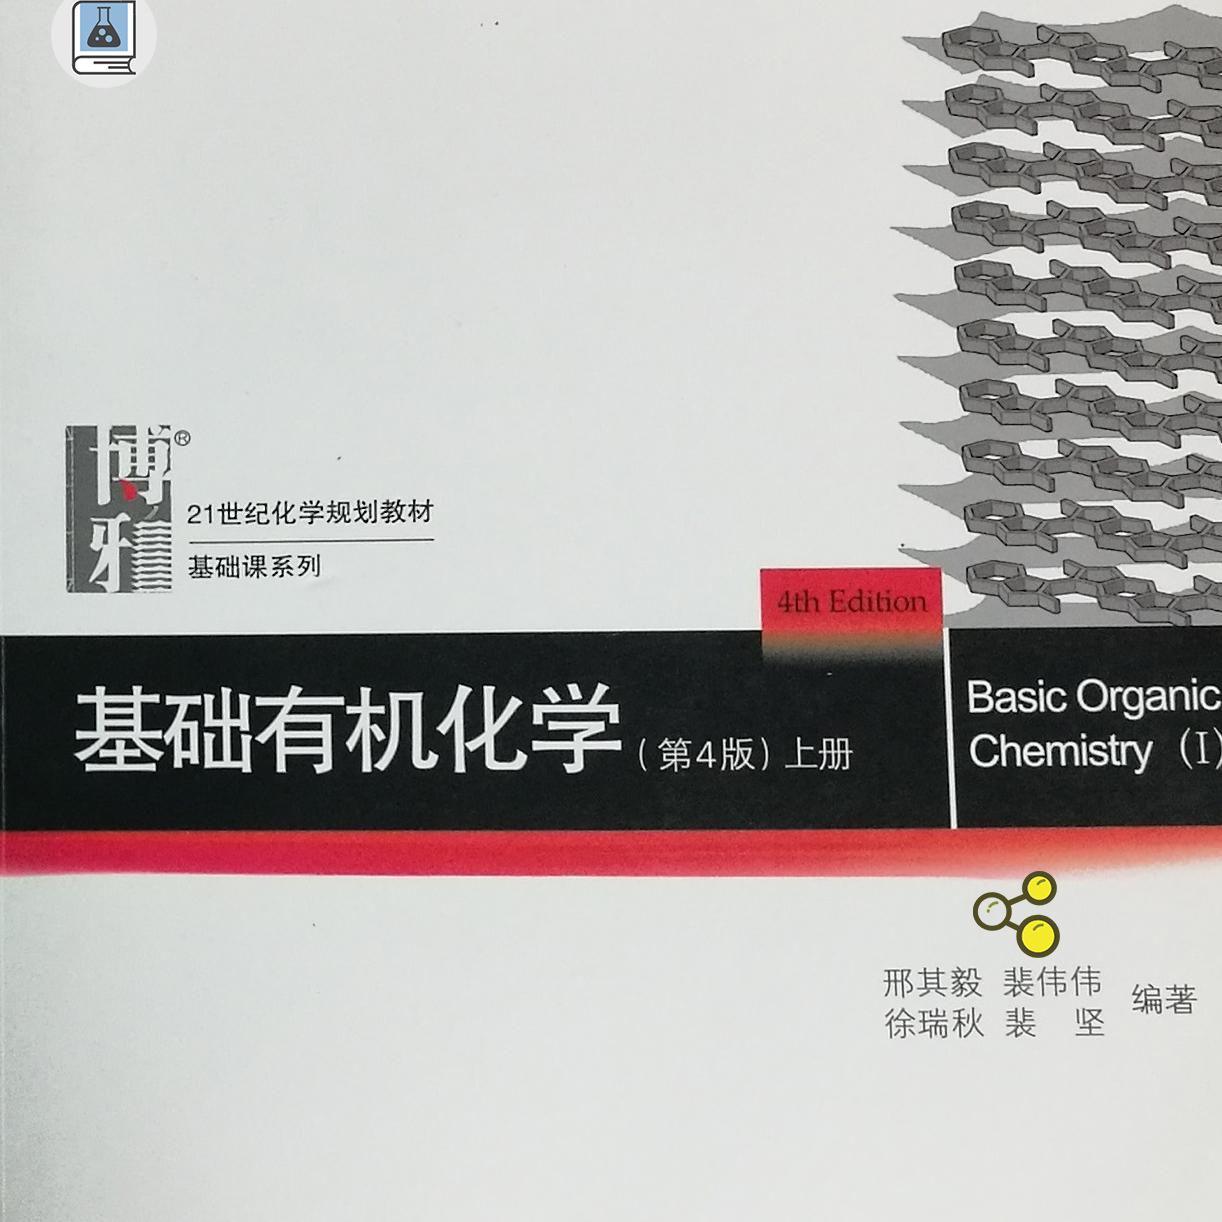 博雅®
21世纪化学规划教材
基础课系列
4th Edition
基础有机化学(第4版)上册
Basic Organic
Chemistry (I)
邢其毅 裴伟伟
徐瑞秋 裴 坚
编著